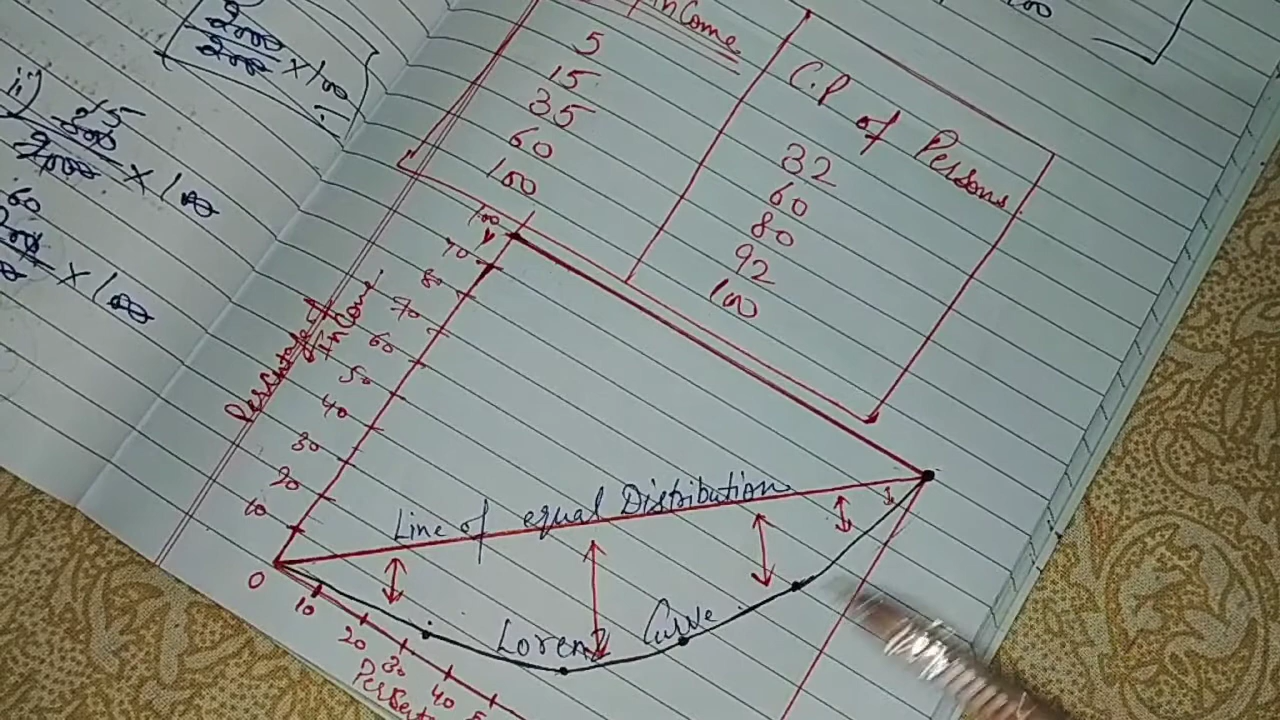 income
5
15
35
60
100
C.P of Persons
32
60
80
92
100
ii)
X 100
X 100
60
X 100
Percentage of income
100
90
80
70
60
50
40
30
20
10
0
Line of equal Distribution
Lorenz Curve
10
20
30
40